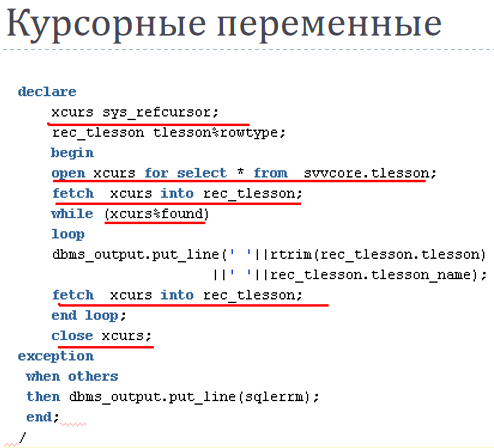 Курсорные переменные
declare
xcurs sys_refcursor;
rec_tlesson tlesson%rowtype;
begin
open xcurs for select * from svvcore.tlesson;
fetch xcurs into rec_tlesson;
while (xcurs%found)
loop
dbms_output.put_line(' '||rtrim(rec_tlesson.tlesson)
||' '||rec_tlesson.tlesson_name);
fetch xcurs into rec_tlesson;
end loop;
close xcurs;
exception
when others
then dbms_output.put_line(sqlerrm);
end;
/